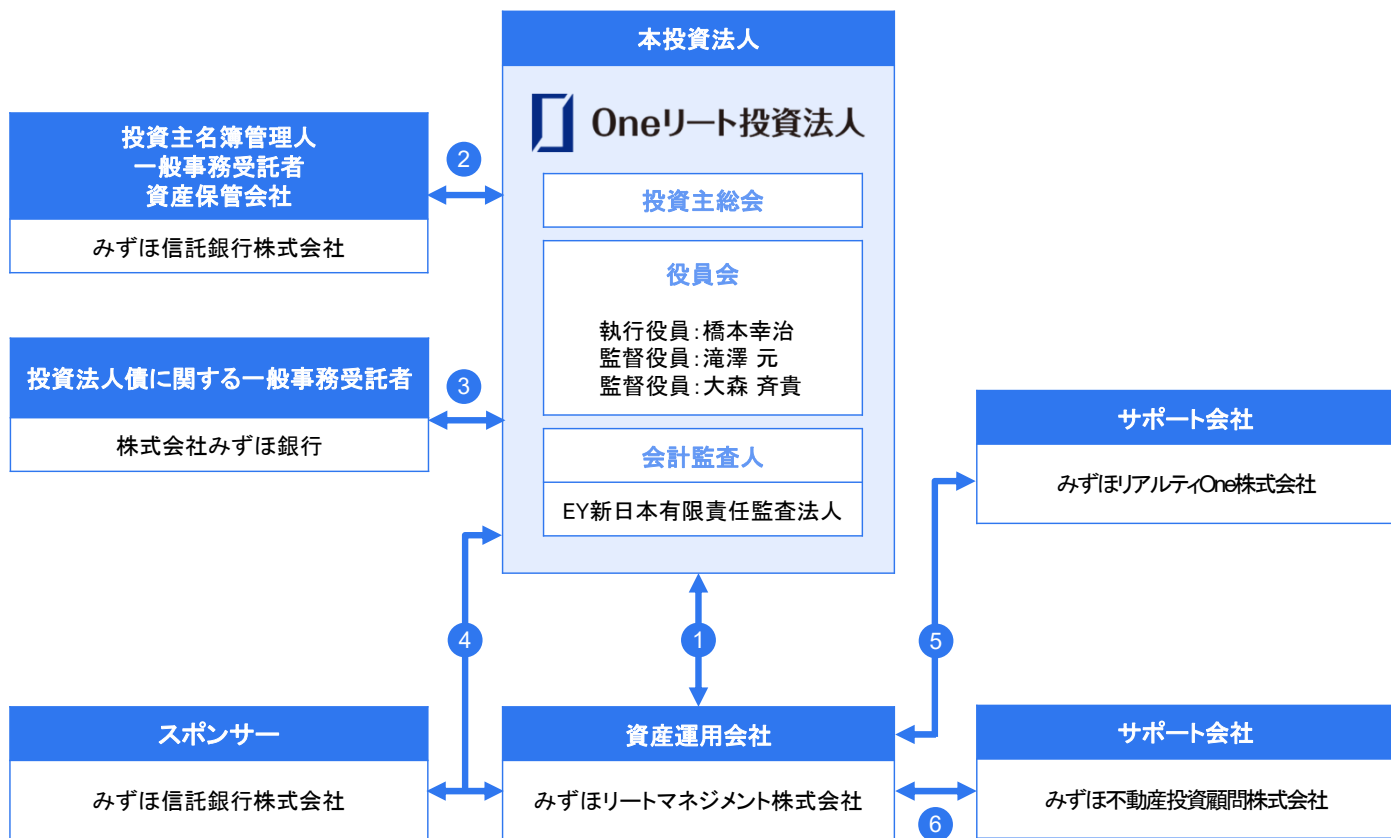 本投資法人
Oneリート投資法人
投資主総会
役員会
執行役員:橋本幸治
監督役員:滝澤 元
監督役員:大森 斉貴
会計監査人
EY新日本有限責任監査法人
投資主名簿管理人
一般事務受託者
資産保管会社
みずほ信託銀行株式会社
2
投資法人債に関する一般事務受託者
株式会社みずほ銀行
3
サポート会社
みずほリアルティOne株式会社
4
1
5
スポンサー
みずほ信託銀行株式会社
資産運用会社
みずほリートマネジメント株式会社
サポート会社
みずほ不動産投資顧問株式会社
6